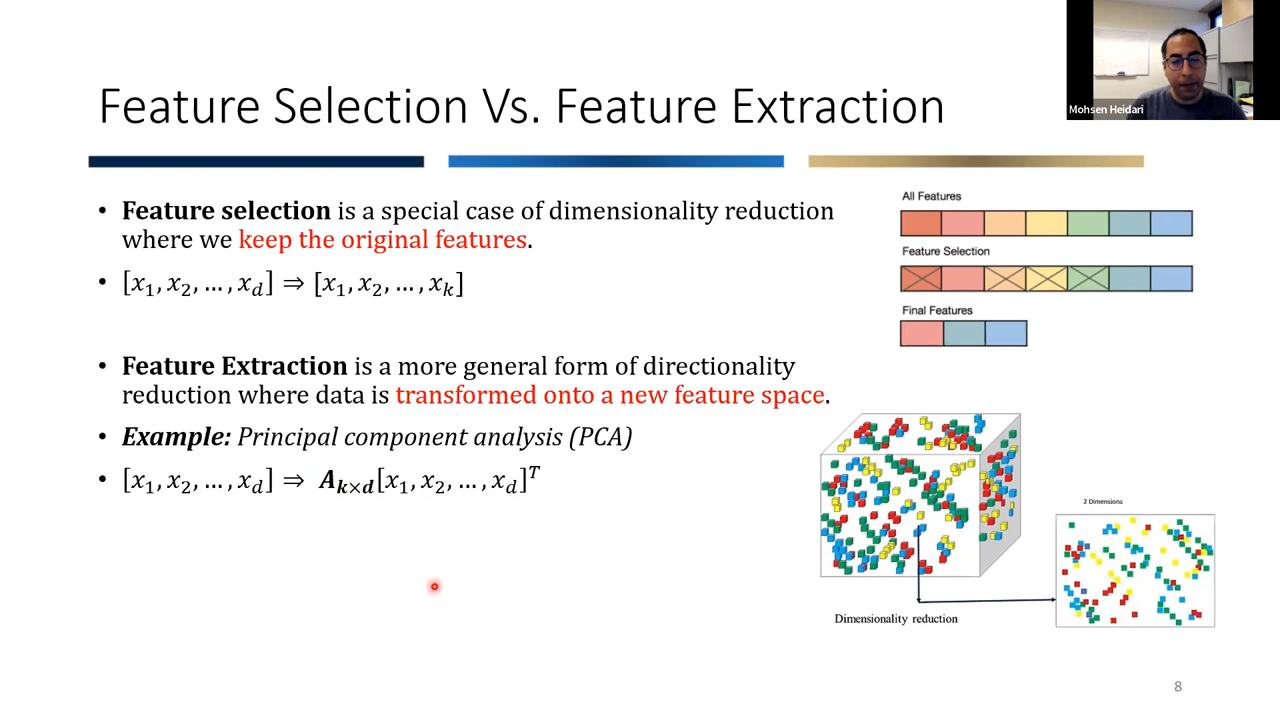 Mohsen Heidari
Feature Selection Vs. Feature Extraction
• Feature selection is a special case of dimensionality reduction
where we keep the original features.
• [x₁, x₂, … , x_d] ⇒ [x₁, x₂, … , x_k]
• Feature Extraction is a more general form of directionality
reduction where data is transformed onto a new feature space.
• Example: Principal component analysis (PCA)
• [x₁, x₂, … , x_d] ⇒ A_{k×d}[x₁, x₂, … , x_d]ᵀ
All Features
Feature Selection
Final Features
2 Dimensions
Dimensionality reduction
8